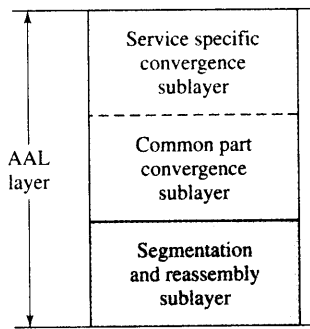 Service specific
convergence
sublayer
Common part
convergence
sublayer
AAL
layer
Segmentation
and reassembly
sublayer